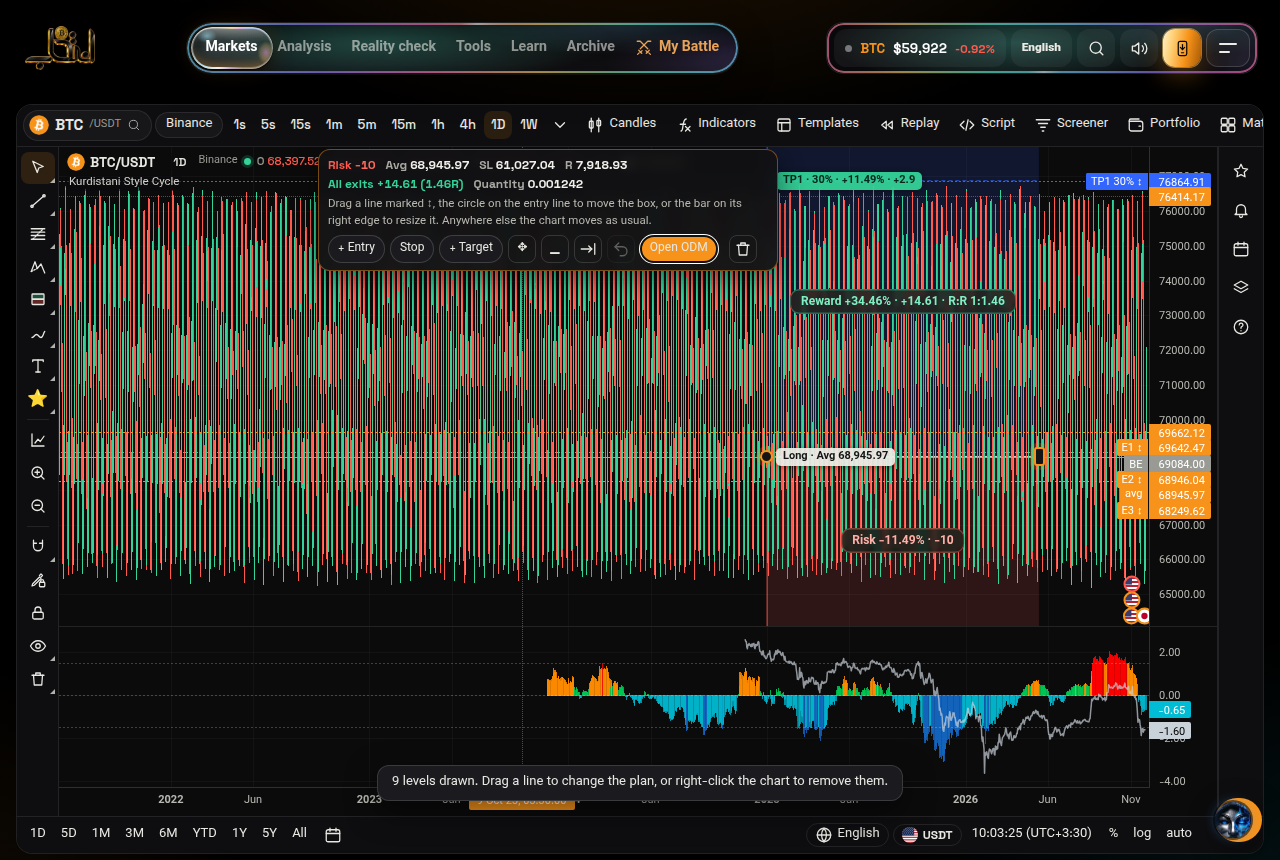 Markets Analysis Reality check Tools Learn Archive My Battle
BTC $59,922 -0.92% English
BTC /USDT Binance 1s 5s 15s 1m 5m 15m 1h 4h 1D 1W Candles Indicators Templates Replay Script Screener Portfolio Mat
BTC/USDT 1D Binance O 68,397.52
Kurdistani Style Cycle
Risk −10 Avg 68,945.97 SL 61,027.04 R 7,918.93
All exits +14.61 (1.46R) Quantity 0.001242
Drag a line marked ↕, the circle on the entry line to move the box, or the bar on its
right edge to resize it. Anywhere else the chart moves as usual.
+ Entry Stop + Target Open ODM
TP1 · 30% · +11.49% · +2.9
TP1 30% ↕ 76864.91
76414.17
76000.00
75000.00
74000.00
Reward +34.46% · +14.61 · R:R 1:1.46
73000.00
72000.00
71000.00
70000.00
69662.12
E1 ↕ 69642.47
Long · Avg 68,945.97
BE 69084.00
E2 ↕ 68946.04
avg 68945.97
E3 ↕ 68249.62
67000.00
Risk −11.49% · −10
66000.00
65000.00
2.00
0.00
−0.65
−1.60
−4.00
9 levels drawn. Drag a line to change the plan, or right-click the chart to remove them.
2022 Jun 2023 2026 Jun Nov
1D 5D 1M 3M 6M YTD 1Y 5Y All English USDT 10:03:25 (UTC+3:30) % log auto